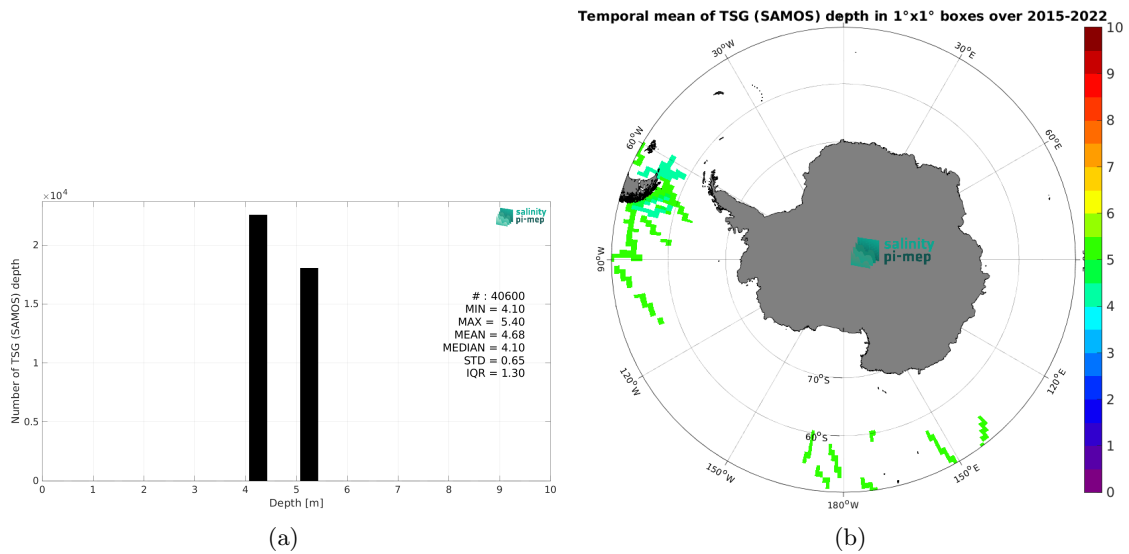 ×10⁴
2
1.5
1
0.5
0
Number of TSG (SAMOS) depth
salinity
pi-mep
# : 40600
MIN = 4.10
MAX = 5.40
MEAN = 4.68
MEDIAN = 4.10
STD = 0.65
IQR = 1.30
0 1 2 3 4 5 6 7 8 9 10
Depth [m]
(a)
Temporal mean of TSG (SAMOS) depth in 1°x1° boxes over 2015-2022
30°W
30°E
60°W
60°E
90°W
salinity
pi-mep
120°W
120°E
70°S
60°S
150°W
150°E
180°W
10
9
8
7
6
5
4
3
2
1
0
(b)